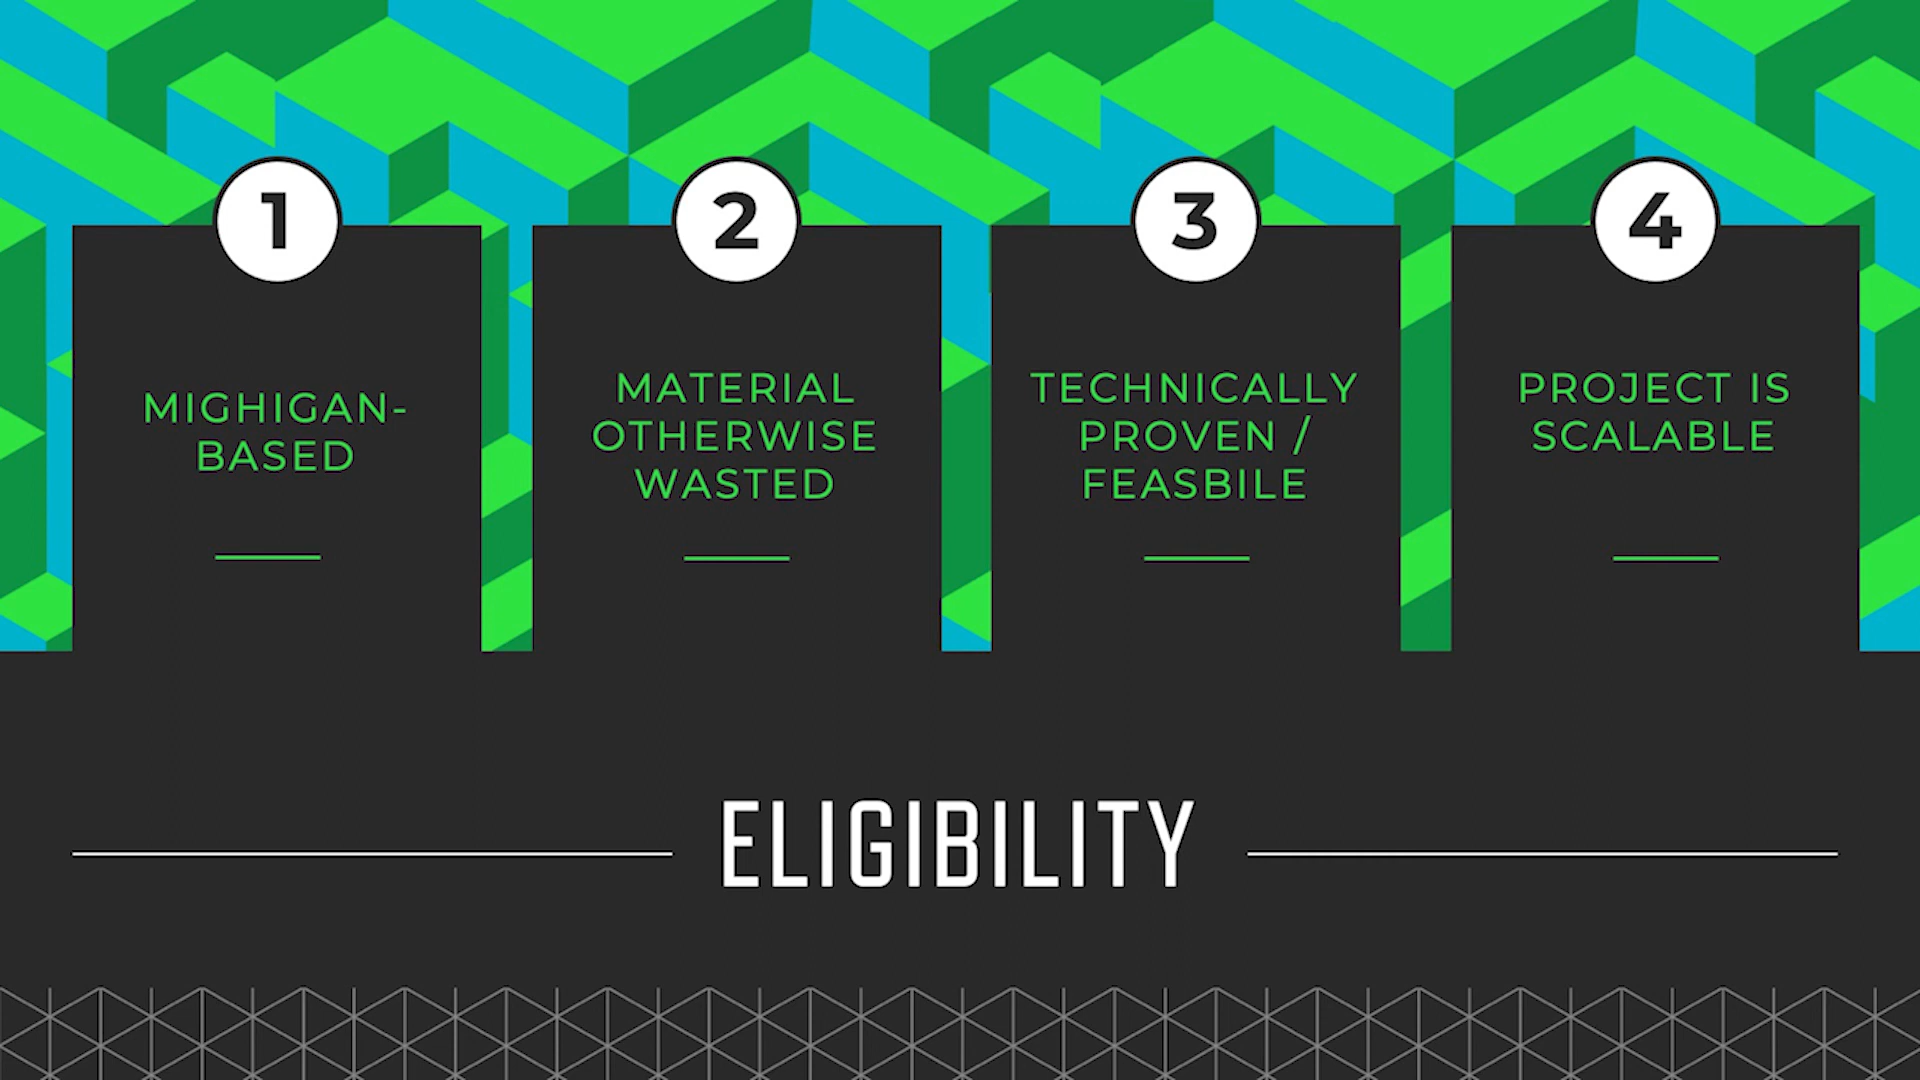 1
MIGHIGAN-
BASED
2
MATERIAL
OTHERWISE
WASTED
3
TECHNICALLY
PROVEN /
FEASBILE
4
PROJECT IS
SCALABLE
ELIGIBILITY